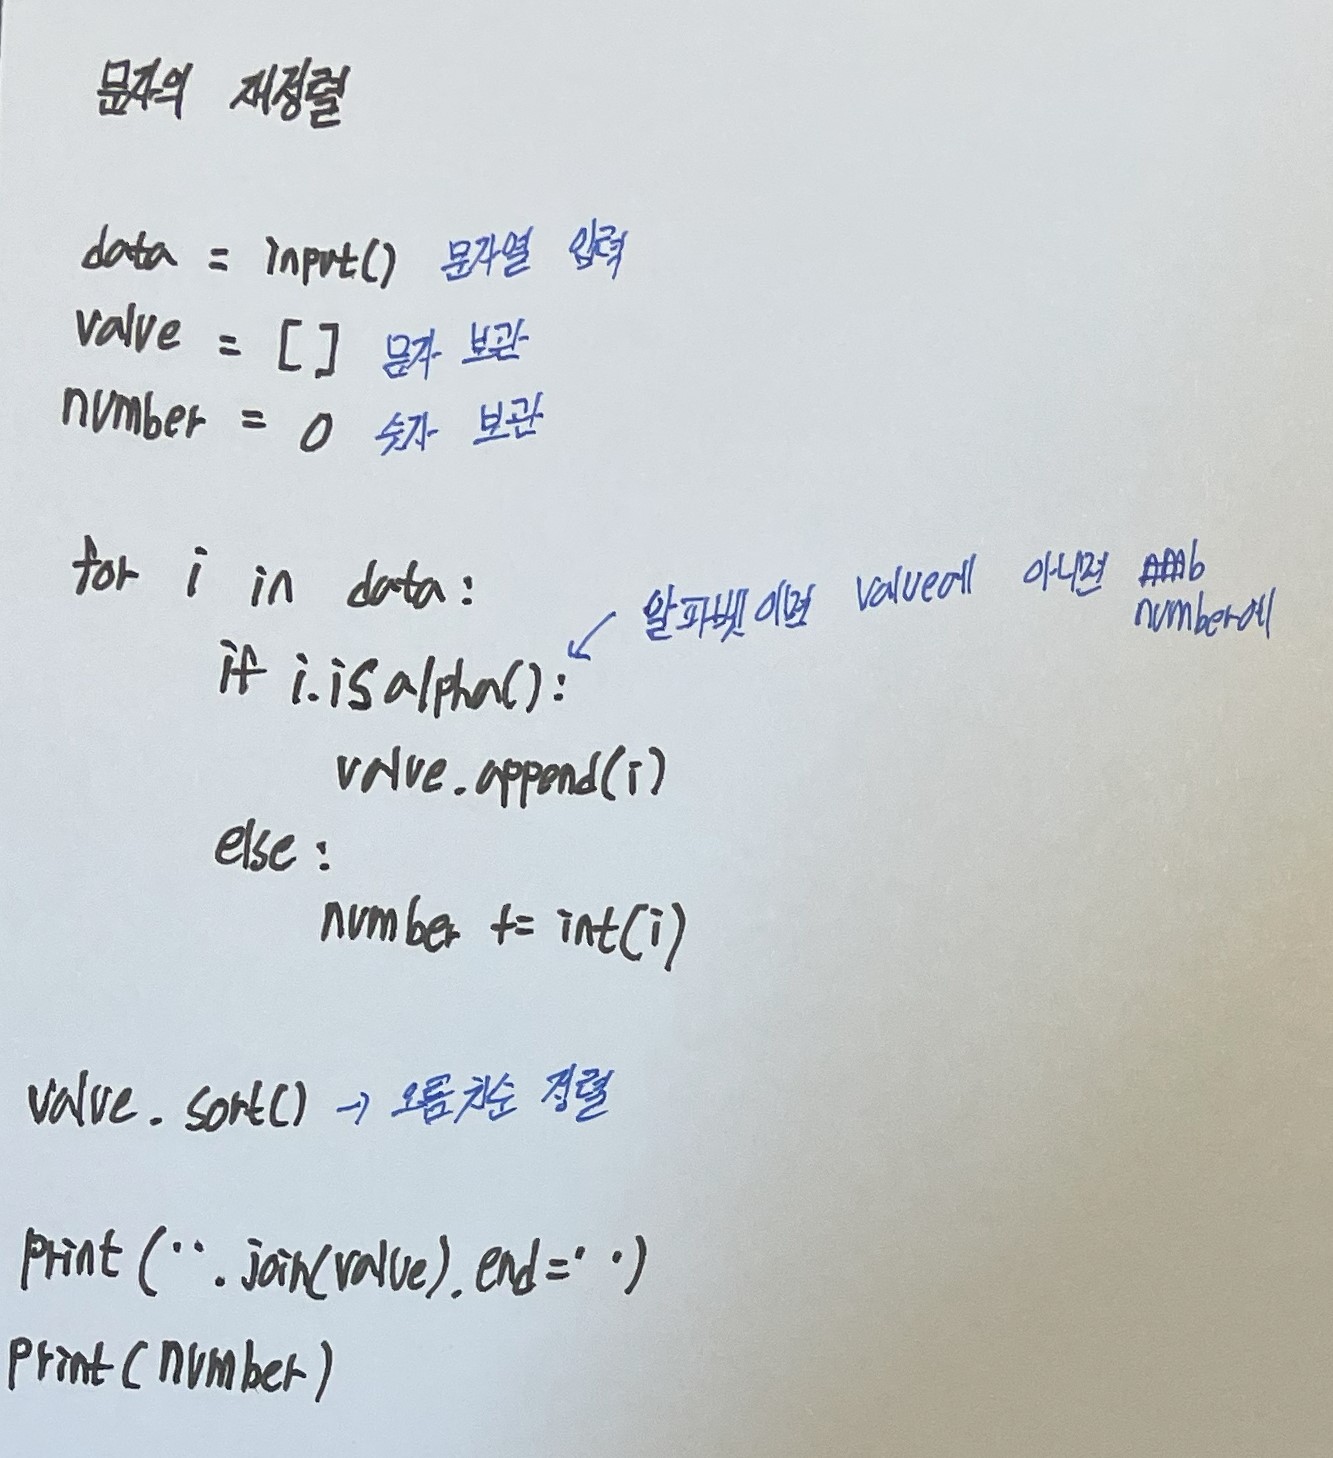 문자의 재정렬
data = input() 문자열 입력
value = [] 문자 보관
number = 0 숫자 보관
for i in data:
알파벳이면 value에 아니면
number에
if i.isalpha():
value.append(i)
else:
number += int(i)
value.sort() → 오름차순 정렬
print(''.join(value), end=' ')
print(number)